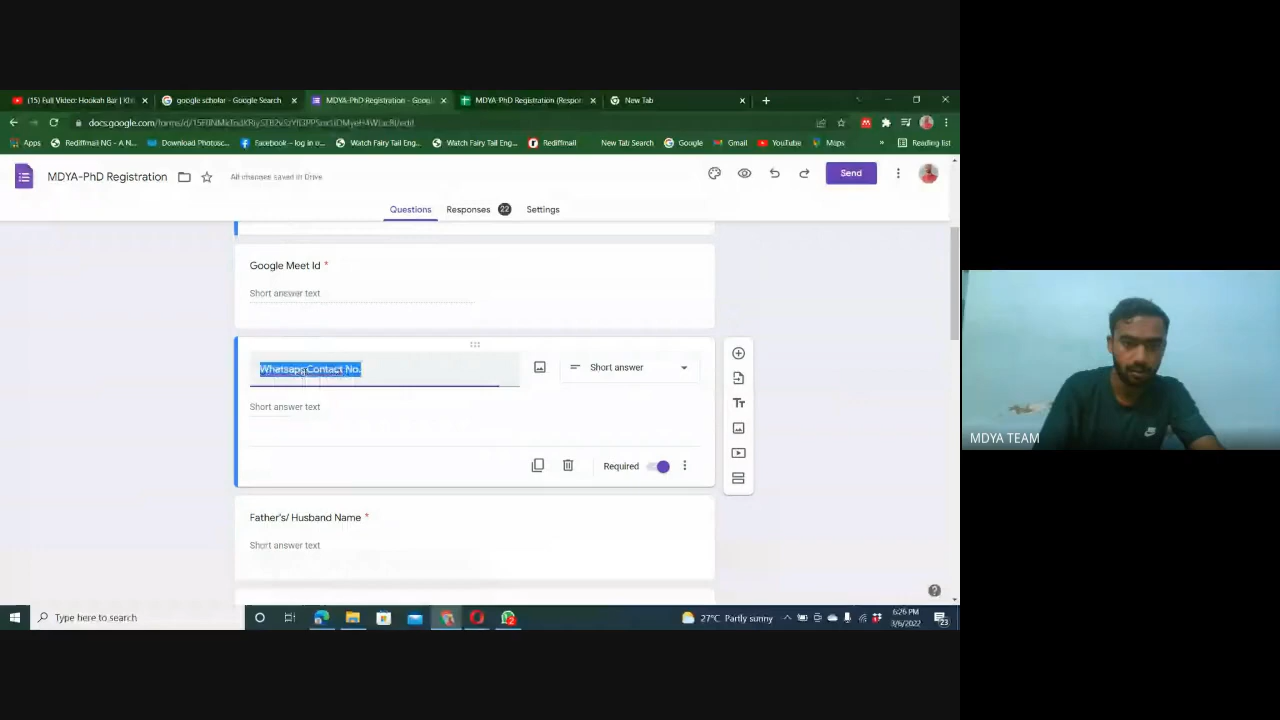 (15) Full Video: Hookah Bar | Khi
google scholar - Google Search
MDYA-PhD Registration - Google
MDYA-PhD Registration (Respon
New Tab
Apps
Rediffmail NG - A N...
Download Photosc...
Facebook – log in o...
Watch Fairy Tail Eng...
Watch Fairy Tail Eng...
Rediffmail
New Tab Search
Google
Gmail
YouTube
Maps
»
Reading list
MDYA-PhD Registration
All changes saved in Drive
Send
Questions
Responses 22
Settings
Google Meet Id *
Short answer text
Whatsapp Contact No.
Short answer
Short answer text
Required
Father's/ Husband Name *
Short answer text
MDYA TEAM
Type here to search
2
27°C Partly sunny
6:26 PM
3/6/2022
23